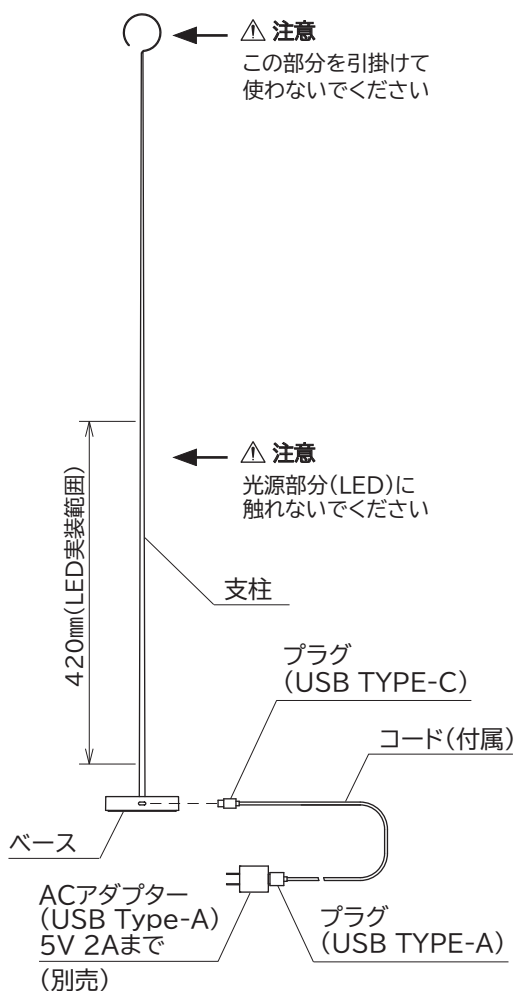 ⚠ 注意
この部分を引掛けて
使わないでください
420㎜(LED実装範囲)
⚠ 注意
光源部分(LED)に
触れないでください
支柱
プラグ
(USB TYPE-C)
コード(付属)
ベース
ACアダプター
(USB Type-A)
5V 2Aまで
(別売)
プラグ
(USB TYPE-A)